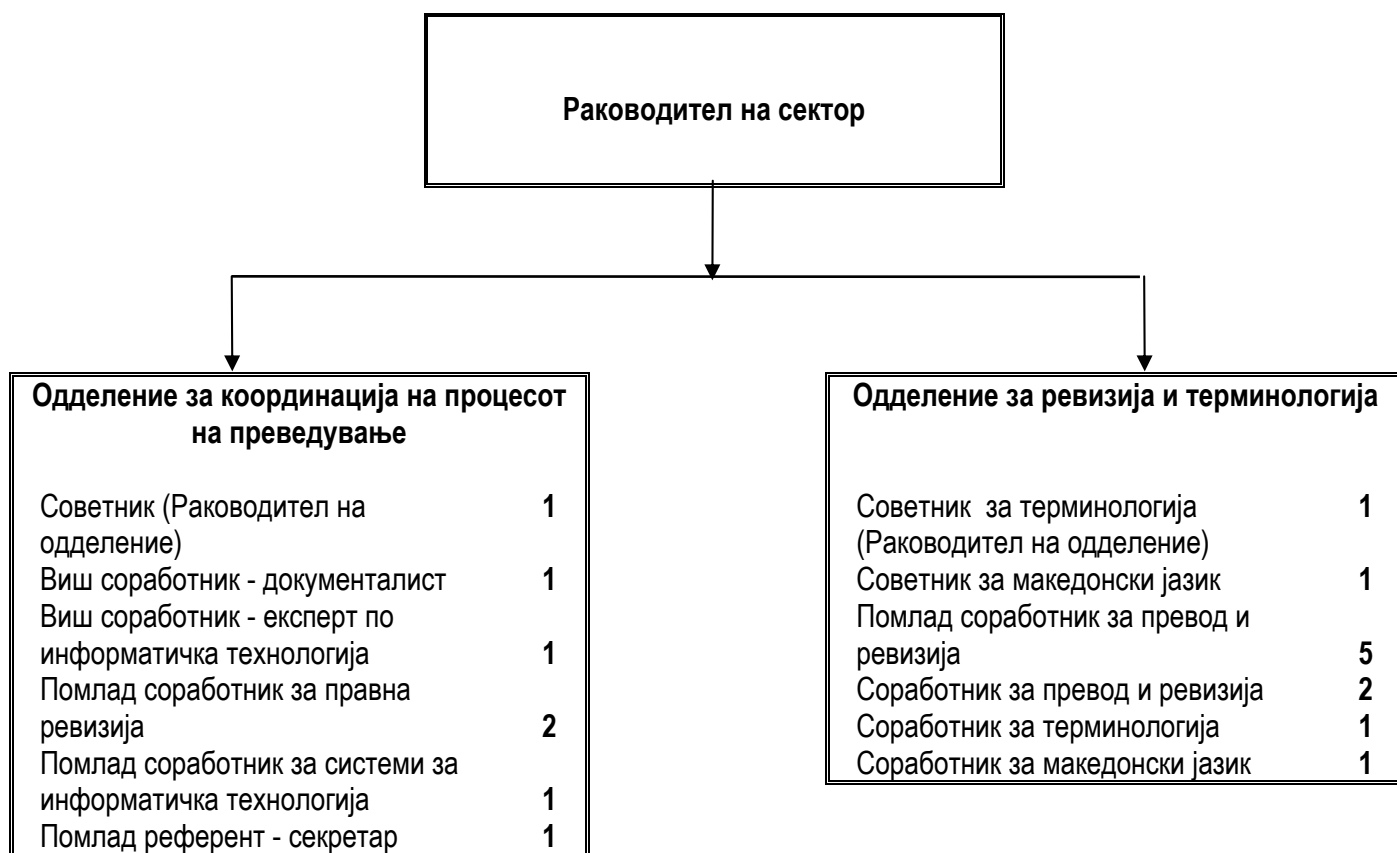 Раководител на сектор
Одделение за координација на процесот
на преведување
Советник (Раководител на 1
одделение)
Виш соработник - документалист 1
Виш соработник - експерт по
информатичка технологија 1
Помлад соработник за правна
ревизија 2
Помлад соработник за системи за
информатичка технологија 1
Помлад референт - секретар 1
Одделение за ревизија и терминологија
Советник за терминологија 1
(Раководител на одделение)
Советник за македонски јазик 1
Помлад соработник за превод и
ревизија 5
Соработник за превод и ревизија 2
Соработник за терминологија 1
Соработник за македонски јазик 1